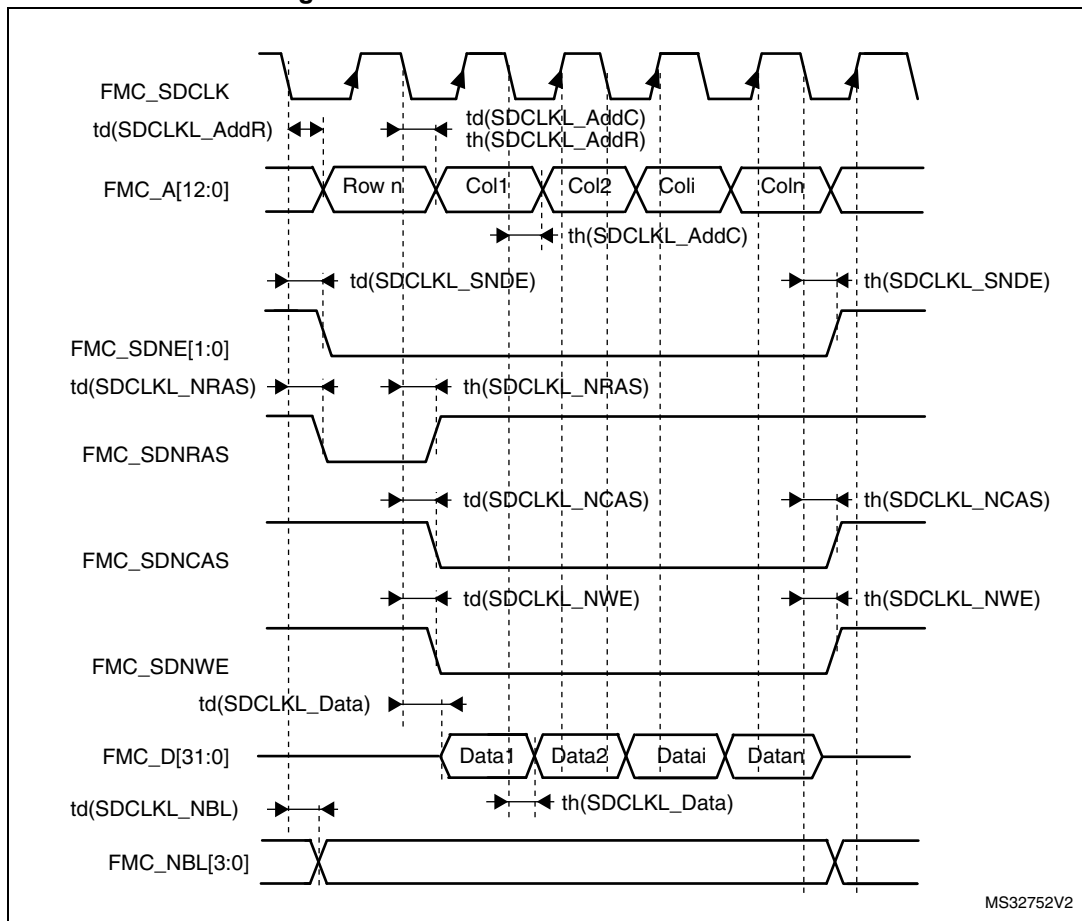 FMC_SDCLK
td(SDCLKL_AddR)
td(SDCLKL_AddC)
th(SDCLKL_AddR)
FMC_A[12:0]
Row n
Col1
Col2
Coli
Coln
th(SDCLKL_AddC)
td(SDCLKL_SNDE)
th(SDCLKL_SNDE)
FMC_SDNE[1:0]
td(SDCLKL_NRAS)
th(SDCLKL_NRAS)
FMC_SDNRAS
td(SDCLKL_NCAS)
th(SDCLKL_NCAS)
FMC_SDNCAS
td(SDCLKL_NWE)
th(SDCLKL_NWE)
FMC_SDNWE
td(SDCLKL_Data)
FMC_D[31:0]
Data1
Data2
Datai
Datan
td(SDCLKL_NBL)
th(SDCLKL_Data)
FMC_NBL[3:0]
MS32752V2